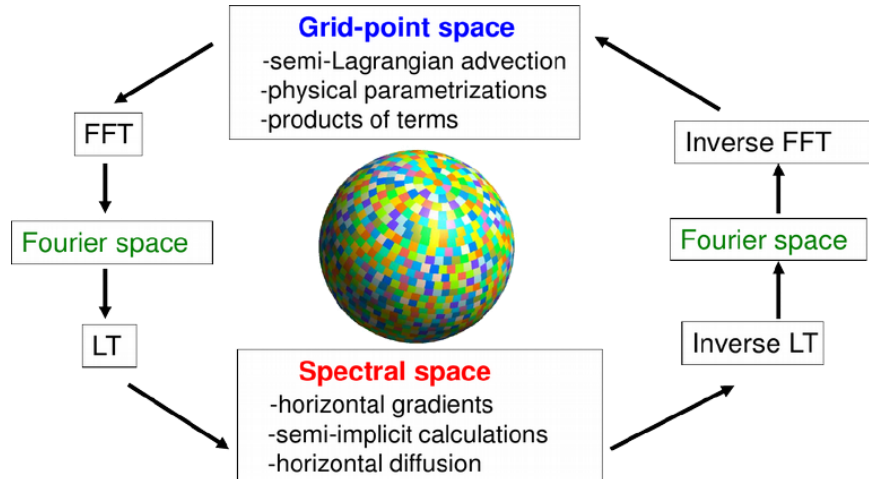 Grid-point space
-semi-Lagrangian advection
-physical parametrizations
-products of terms
FFT
Fourier space
LT
Spectral space
-horizontal gradients
-semi-implicit calculations
-horizontal diffusion
Inverse LT
Fourier space
Inverse FFT